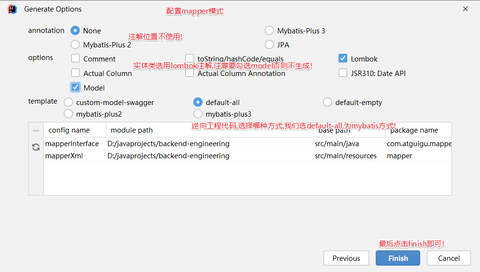 Generate Options
配置mapper模式
annotation None Mybatis-Plus 3
注解位置不使用!
Mybatis-Plus 2 JPA
options Comment toString/hashCode/equals Lombok
实体类选用lombok注解,注意要勾选model否则不生成!
Actual Column Actual Column Annotation JSR310: Date API
Model
template custom-model-swagger default-all default-empty
mybatis-plus2 mybatis-plus3
逆向工程代码,选择哪种方式,我们选default-all,为mybatis方式!
config name module path base path package name
mapperInterface D:/javaprojects/backend-engineering src/main/java com.atguigu.mappe
mapperXml D:/javaprojects/backend-engineering src/main/resources mapper
最后点击finish即可!
Previous Finish Cancel